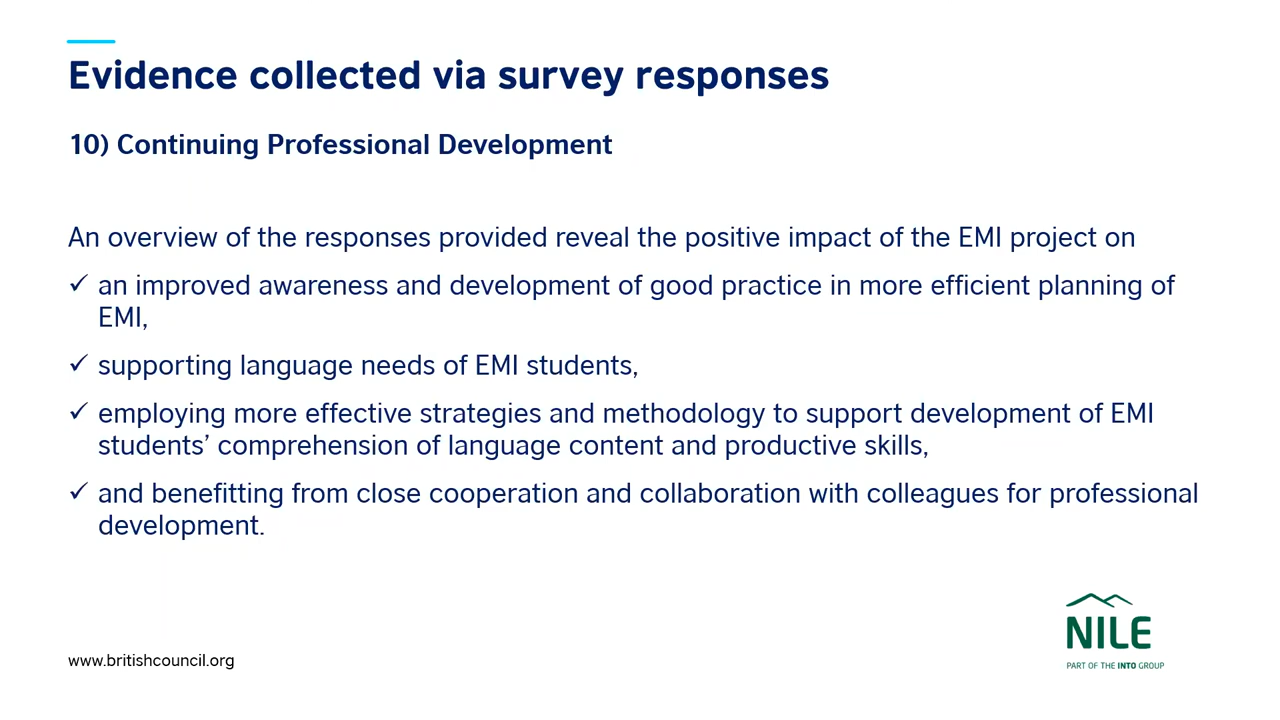 Evidence collected via survey responses
10) Continuing Professional Development
An overview of the responses provided reveal the positive impact of the EMI project on
✓ an improved awareness and development of good practice in more efficient planning of
EMI,
✓ supporting language needs of EMI students,
✓ employing more effective strategies and methodology to support development of EMI
students’ comprehension of language content and productive skills,
✓ and benefitting from close cooperation and collaboration with colleagues for professional
development.
NILE
PART OF THE INTO GROUP
www.britishcouncil.org